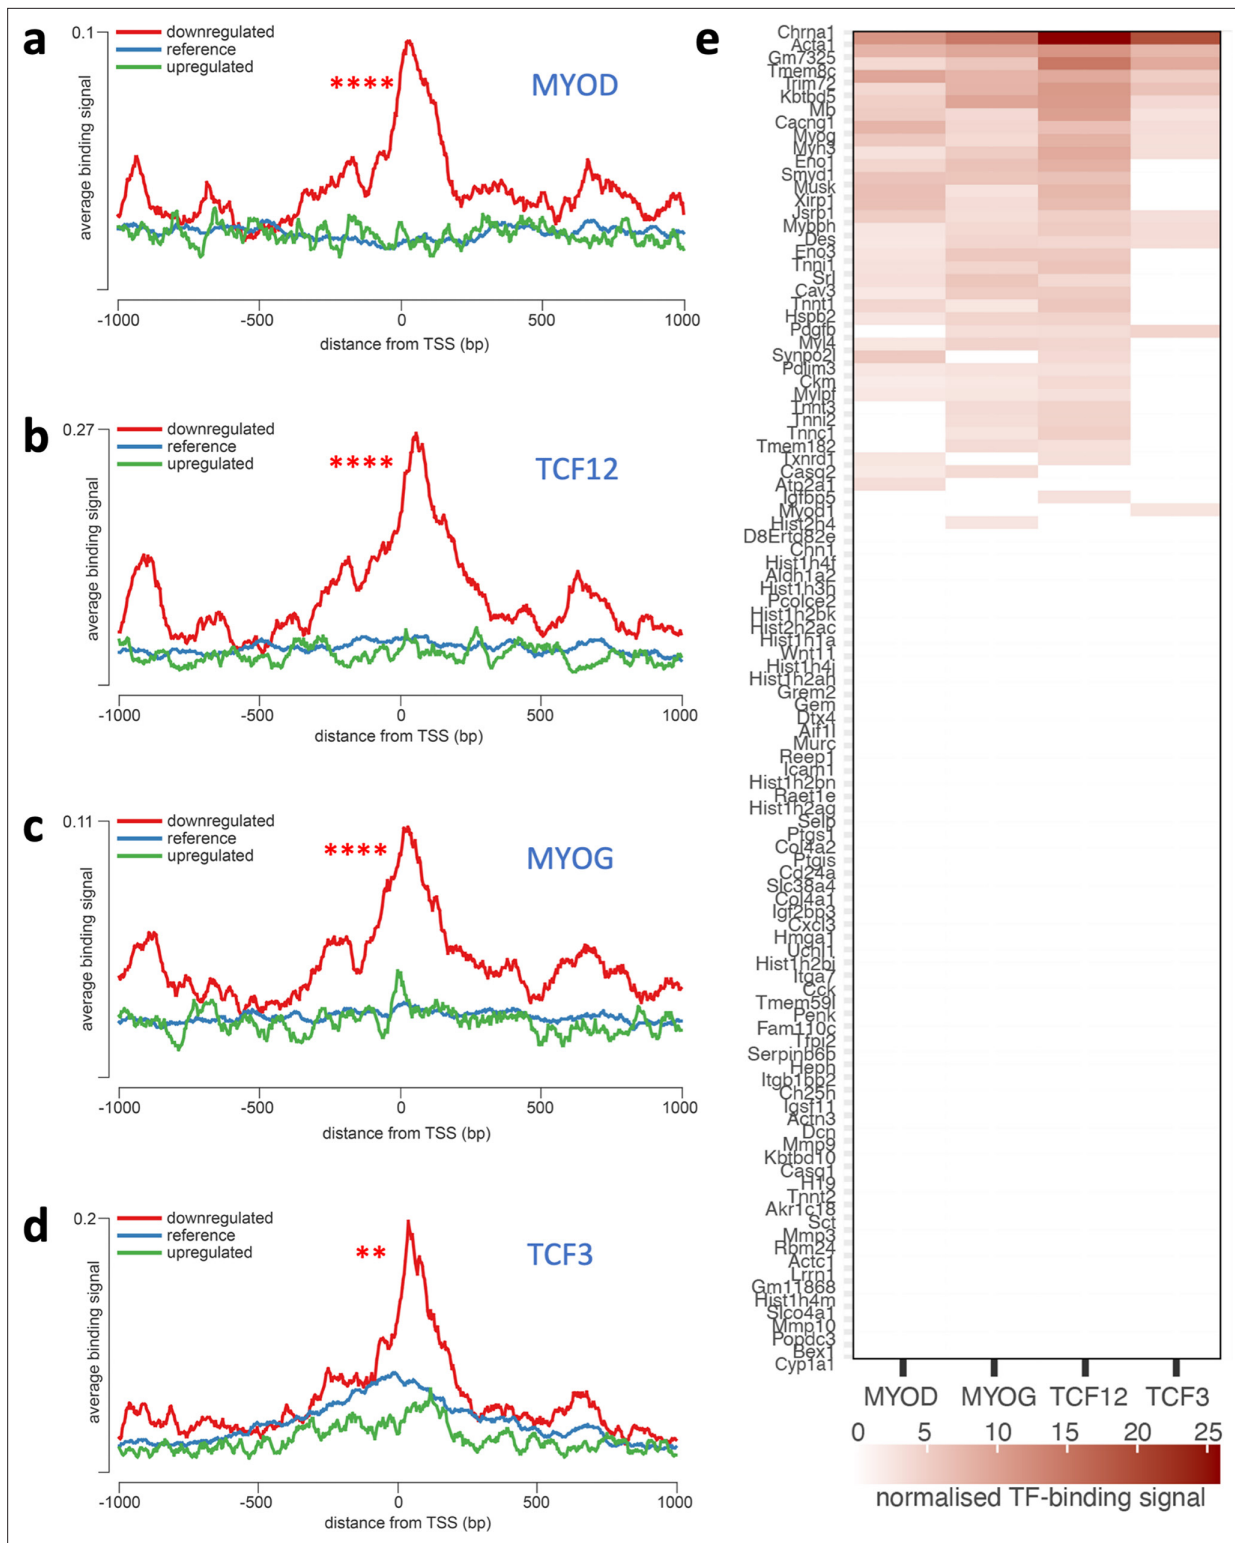 a
0.1
downregulated
reference
upregulated
****
MYOD
average binding signal
-1000 -500 0 500 1000
distance from TSS (bp)
b
0.27
downregulated
reference
upregulated
****
TCF12
average binding signal
-1000 -500 0 500 1000
distance from TSS (bp)
c
0.11
downregulated
reference
upregulated
****
MYOG
average binding signal
-1000 -500 0 500 1000
distance from TSS (bp)
d
0.2
downregulated
reference
upregulated
**
TCF3
average binding signal
-1000 -500 0 500 1000
distance from TSS (bp)
e
Chrna1
Acta1
Gm7325
Tmem8c
Trim72
Kbtbd5
Mb
Cacng1
Myog
Myh3
Eno1
Smyd1
Musk
Xirp1
Jsrp1
Mybph
Des
Eno3
Tnni1
Srl
Cav3
Tnnt1
Hspb2
Pdgfb
Myl4
Synpo2l
Pdlim3
Ckm
Mylpf
Tnnt3
Tnni2
Tnnc1
Tmem182
Txnrd1
Casq2
Atp2a1
Igfbp5
Myod1
Hist2h4
D8Ertd82e
Chn1
Hist1h4f
Aldh1a2
Hist1h3h
Pcolce2
Hist1h2bk
Hist2h2ac
Hist1h1a
Wnt11
Hist1h4j
Hist1h2ah
Grem2
Gem
Dtx4
Aif1l
Murc
Reep1
Icam1
Hist1h2bn
Raet1e
Hist1h2ag
Selp
Ptgs1
Col4a2
Ptgis
Cd24a
Slc38a4
Col4a1
Igf2bp3
Cxcl3
Hmga1
Uchl1
Hist1h2bj
Itga7
Cck
Tmem59l
Penk
Fam110c
Tfpi2
Serpinb6b
Heph
Itgb1bp2
Ch25h
Igsf11
Actn3
Dcn
Mmp9
Kbtbd10
Casq1
H19
Tnnt2
Akr1c18
Sct
Mmp3
Rbm24
Actc1
Lrrn1
Gm11868
Hist1h4m
Slco4a1
Mmp10
Popdc3
Bex1
Cyp1a1
MYOD MYOG TCF12 TCF3
0 5 10 15 20 25
normalised TF-binding signal